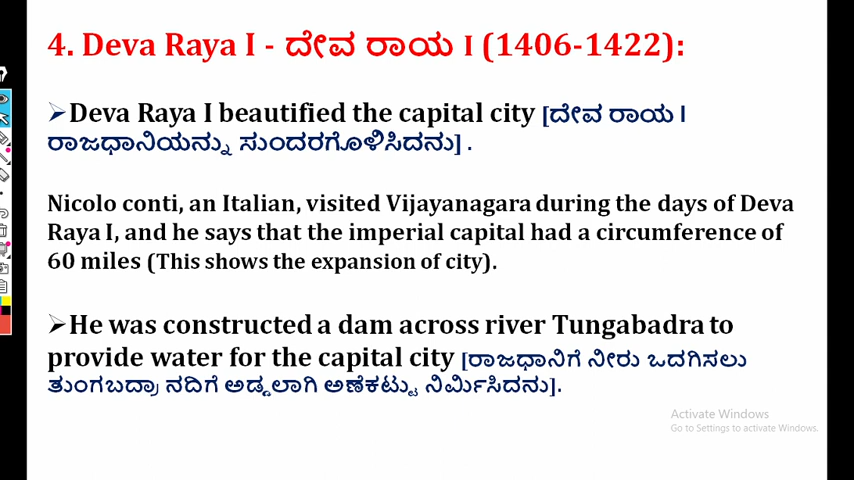 4. Deva Raya I - ದೇವ ರಾಯ I (1406-1422):
➢Deva Raya I beautified the capital city [ದೇವ ರಾಯ I
ರಾಜಧಾನಿಯನ್ನು ಸುಂದರಗೊಳಿಸಿದನು] .
Nicolo conti, an Italian, visited Vijayanagara during the days of Deva
Raya I, and he says that the imperial capital had a circumference of
60 miles (This shows the expansion of city).
➢He was constructed a dam across river Tungabadra to
provide water for the capital city [ರಾಜಧಾನಿಗೆ ನೀರು ಒದಗಿಸಲು
ತುಂಗಬದ್ರಾ ನದಿಗೆ ಅಡ್ಡಲಾಗಿ ಅಣೆಕಟ್ಟು ನಿರ್ಮಿಸಿದನು].
Activate Windows
Go to Settings to activate Windows.